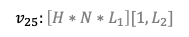 v₂₅: [H * N * L₁][1, L₂]